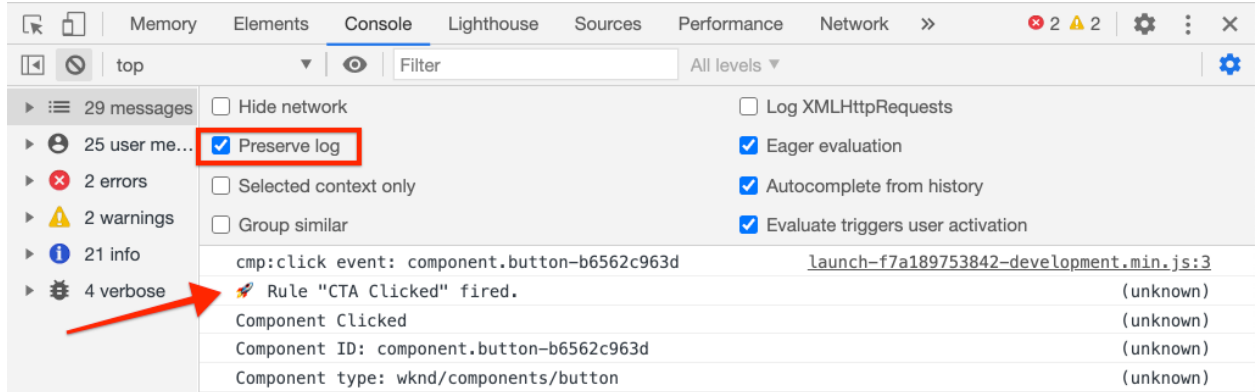 Memory Elements Console Lighthouse Sources Performance Network » 2 2
top ▼ Filter All levels ▼
29 messages Hide network Log XMLHttpRequests
25 user me... Preserve log Eager evaluation
2 errors Selected context only Autocomplete from history
2 warnings Group similar Evaluate triggers user activation
21 info
cmp:click event: component.button-b6562c963d launch-f7a189753842-development.min.js:3
4 verbose 🚀 Rule "CTA Clicked" fired. (unknown)
Component Clicked (unknown)
Component ID: component.button-b6562c963d (unknown)
Component type: wknd/components/button (unknown)